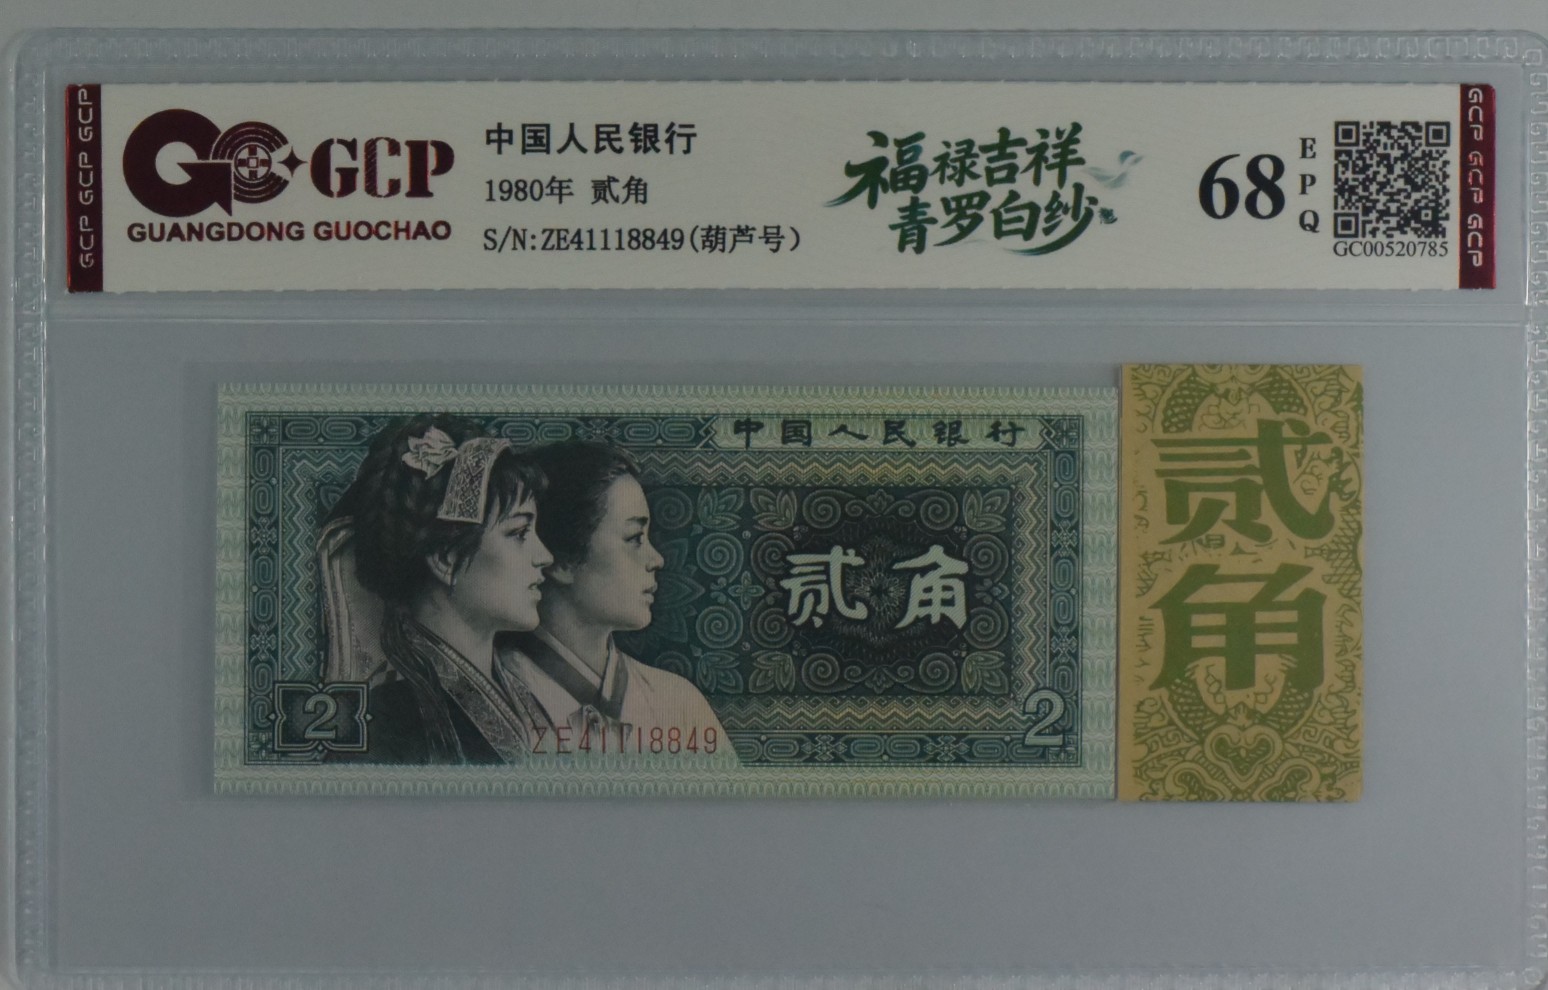 GCP GCP GCP
GCP
GUANGDONG GUOCHAO
中国人民银行
1980年 贰角
S/N:ZE41118849(葫芦号)
福禄吉祥
青罗白纱
68
EPQ
GC00520785
GCP GCP GCP
中国人民银行
贰角
2
ZE41118849
2
贰角